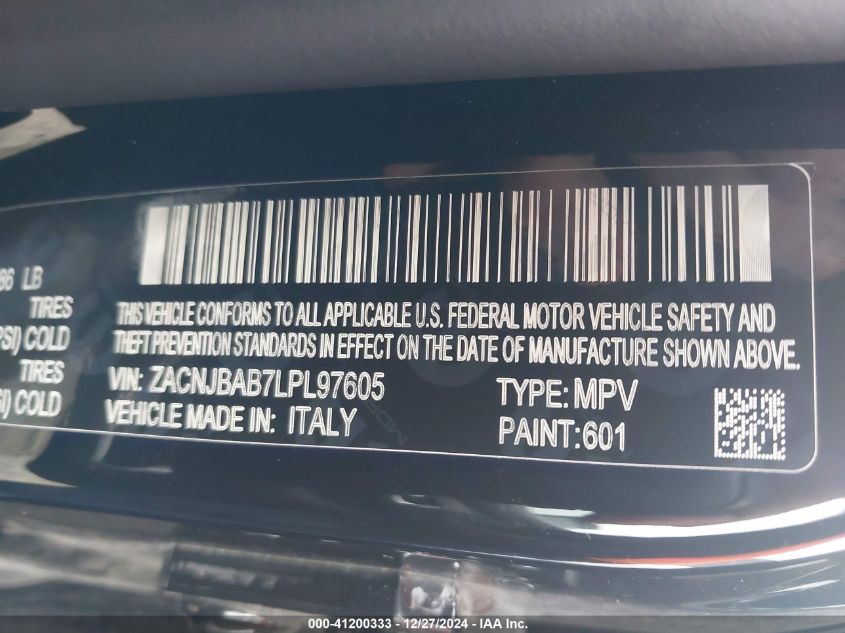 86 LB
TIRES
PSI) COLD
TIRES
SI) COLD
THIS VEHICLE CONFORMS TO ALL APPLICABLE U.S. FEDERAL MOTOR VEHICLE SAFETY AND
THEFT PREVENTION STANDARDS IN EFFECT ON THE DATE OF MANUFACTURE SHOWN ABOVE.
VIN: ZACNJBAB7LPL97605
TYPE: MPV
VEHICLE MADE IN: ITALY
PAINT:601
000-41200333 - 12/27/2024 - IAA Inc.